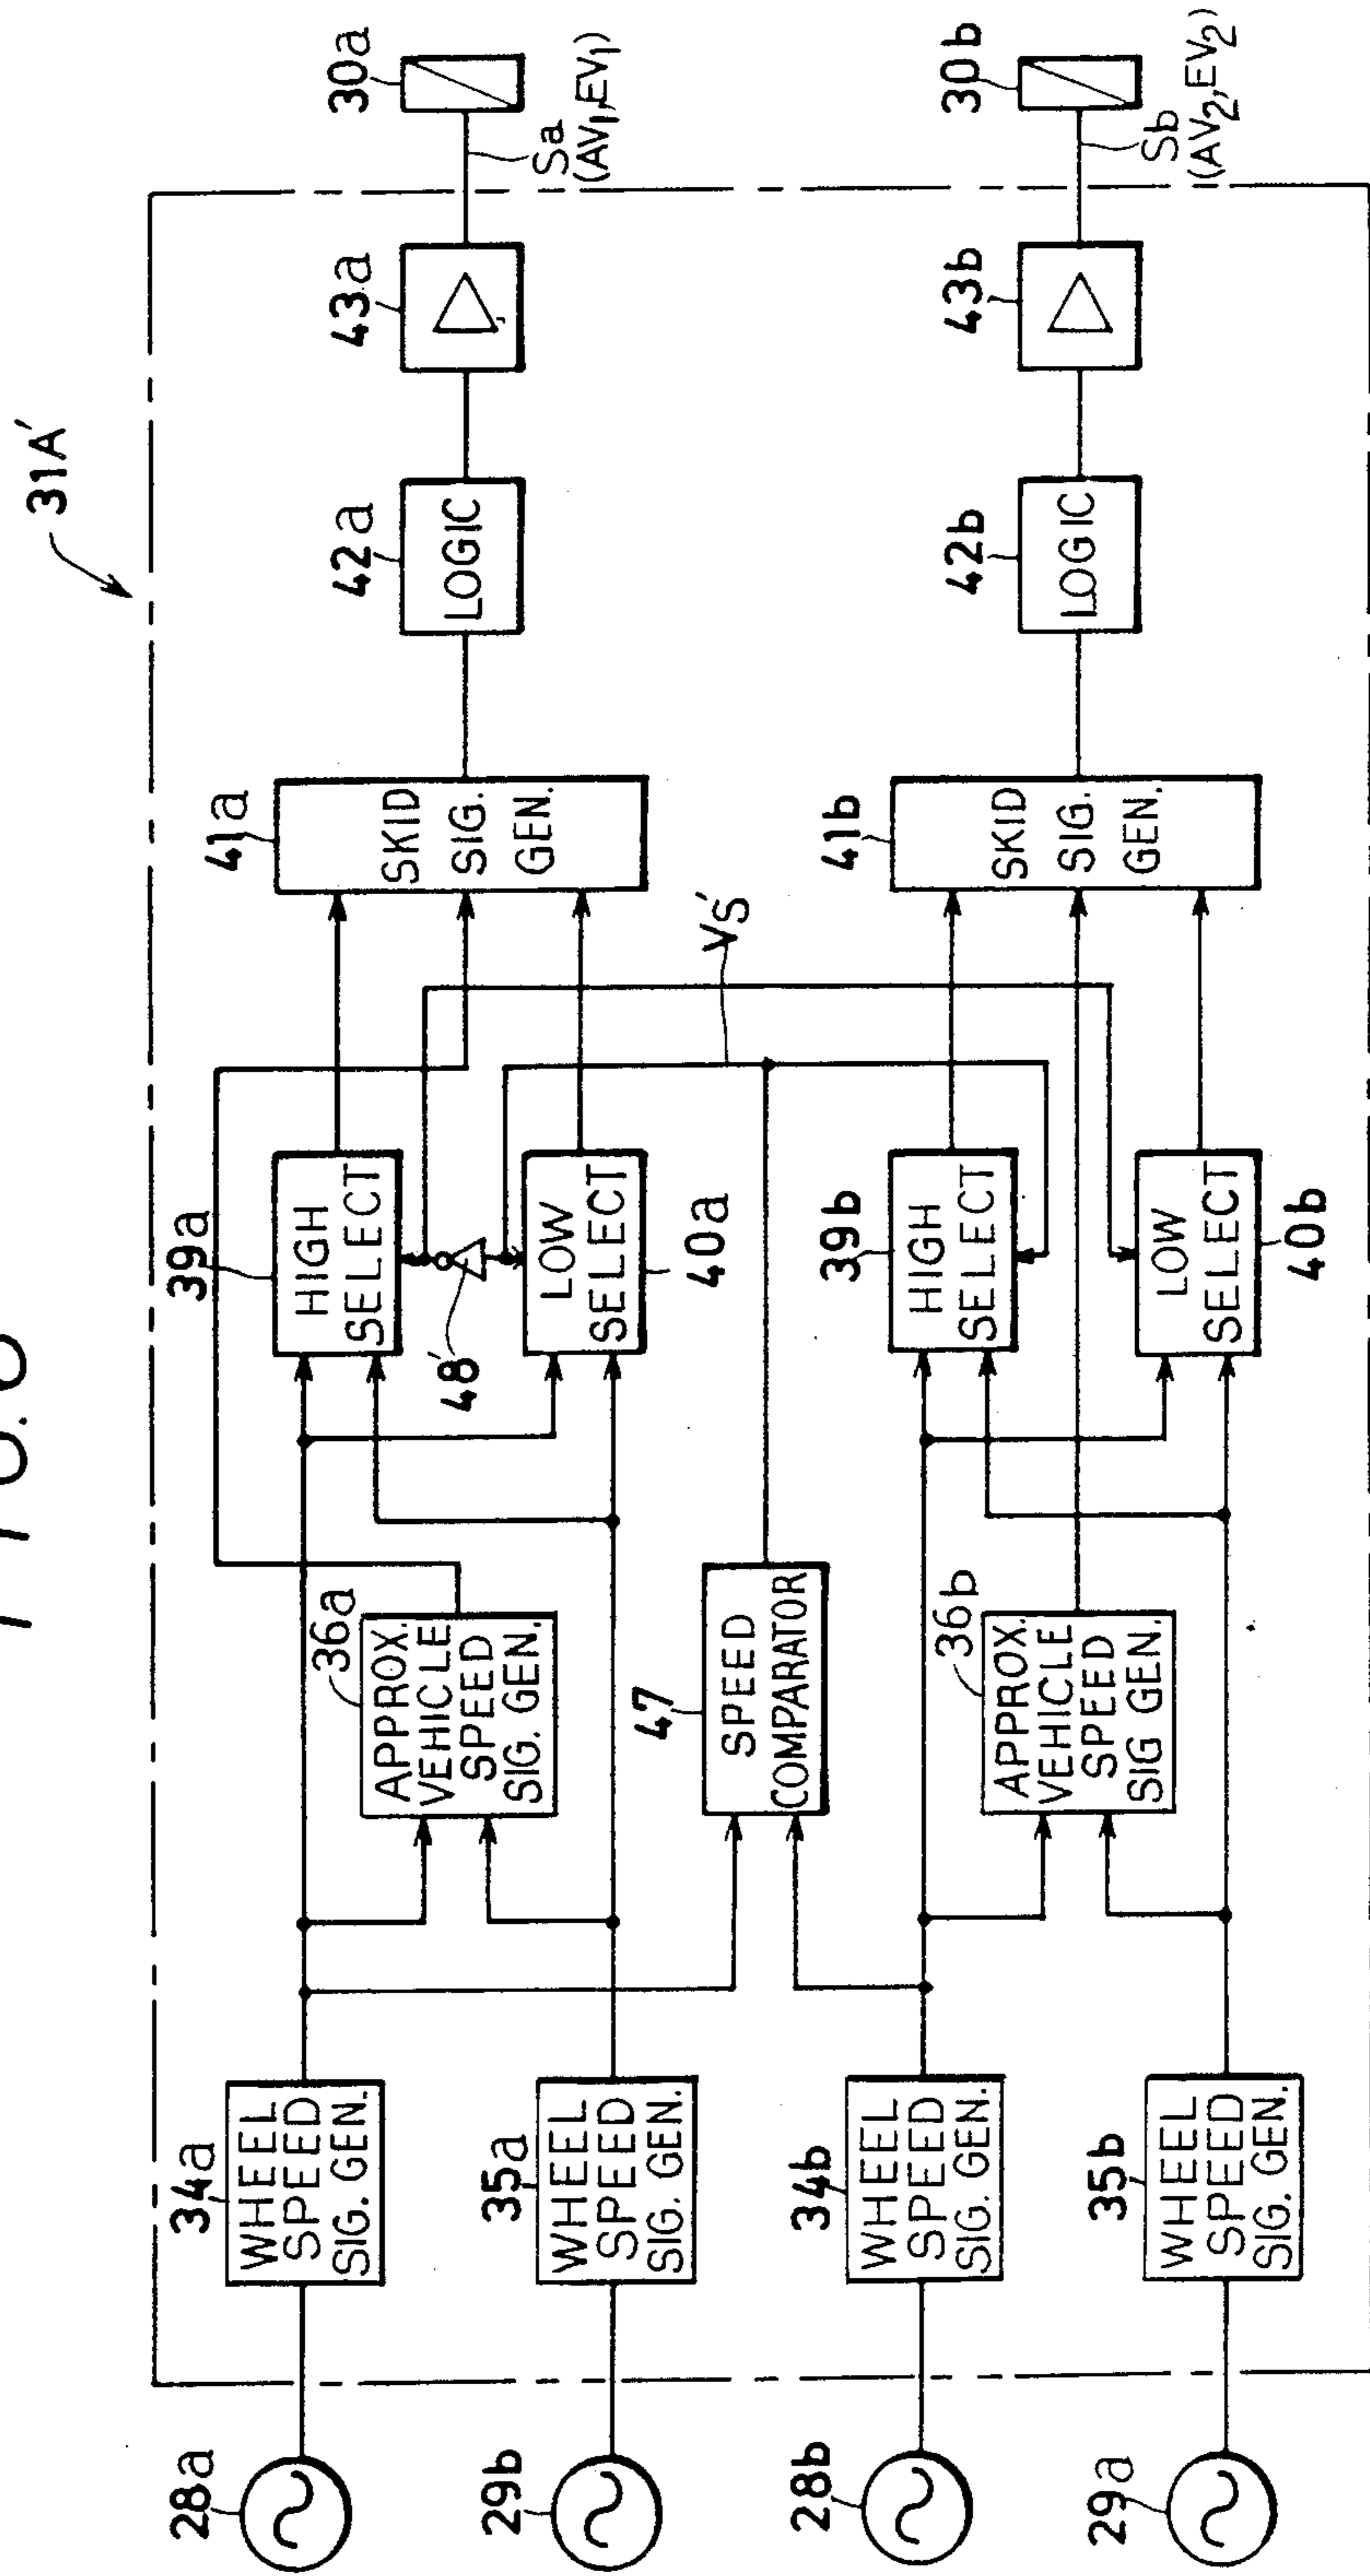 31A'
28a
34a
WHEEL
SPEED
SIG. GEN.
29b
35a
WHEEL
SPEED
SIG. GEN.
28b
34b
WHEEL
SPEED
SIG. GEN.
29a
35b
WHEEL
SPEED
SIG. GEN.
36a
APPROX.
VEHICLE
SPEED
SIG. GEN.
47
SPEED
COMPARATOR
36b
APPROX.
VEHICLE
SPEED
SIG GEN.
39a
HIGH
SELECT
48
LOW
SELECT
40a
39b
HIGH
SELECT
LOW
SELECT
40b
Vs'
41a
SKID
SIG.
GEN.
41b
SKID
SIG.
GEN.
42a
LOGIC
42b
LOGIC
43a
43b
30a
Sa
(AV1,EV1)
30b
Sb
(AV2,EV2)